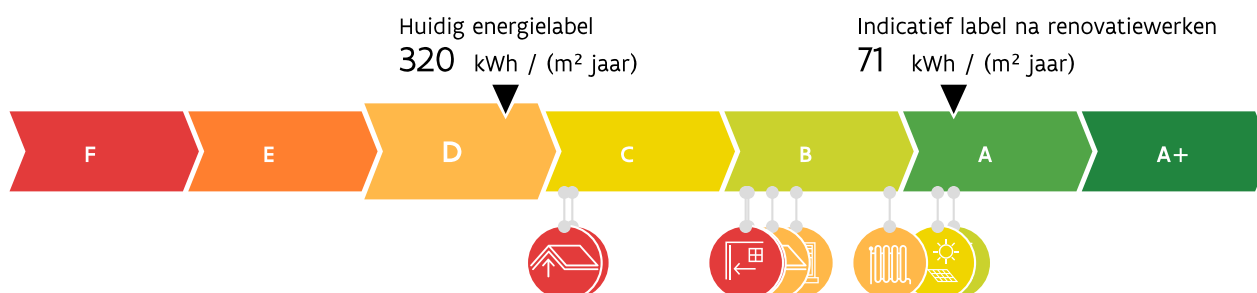 Huidig energielabel
320 kWh / (m² jaar)
Indicatief label na renovatiewerken
71 kWh / (m² jaar)
F E D C B A A+